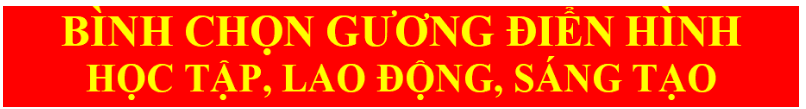 BÌNH CHỌN GƯƠNG ĐIỂN HÌNH
HỌC TẬP, LAO ĐỘNG, SÁNG TẠO